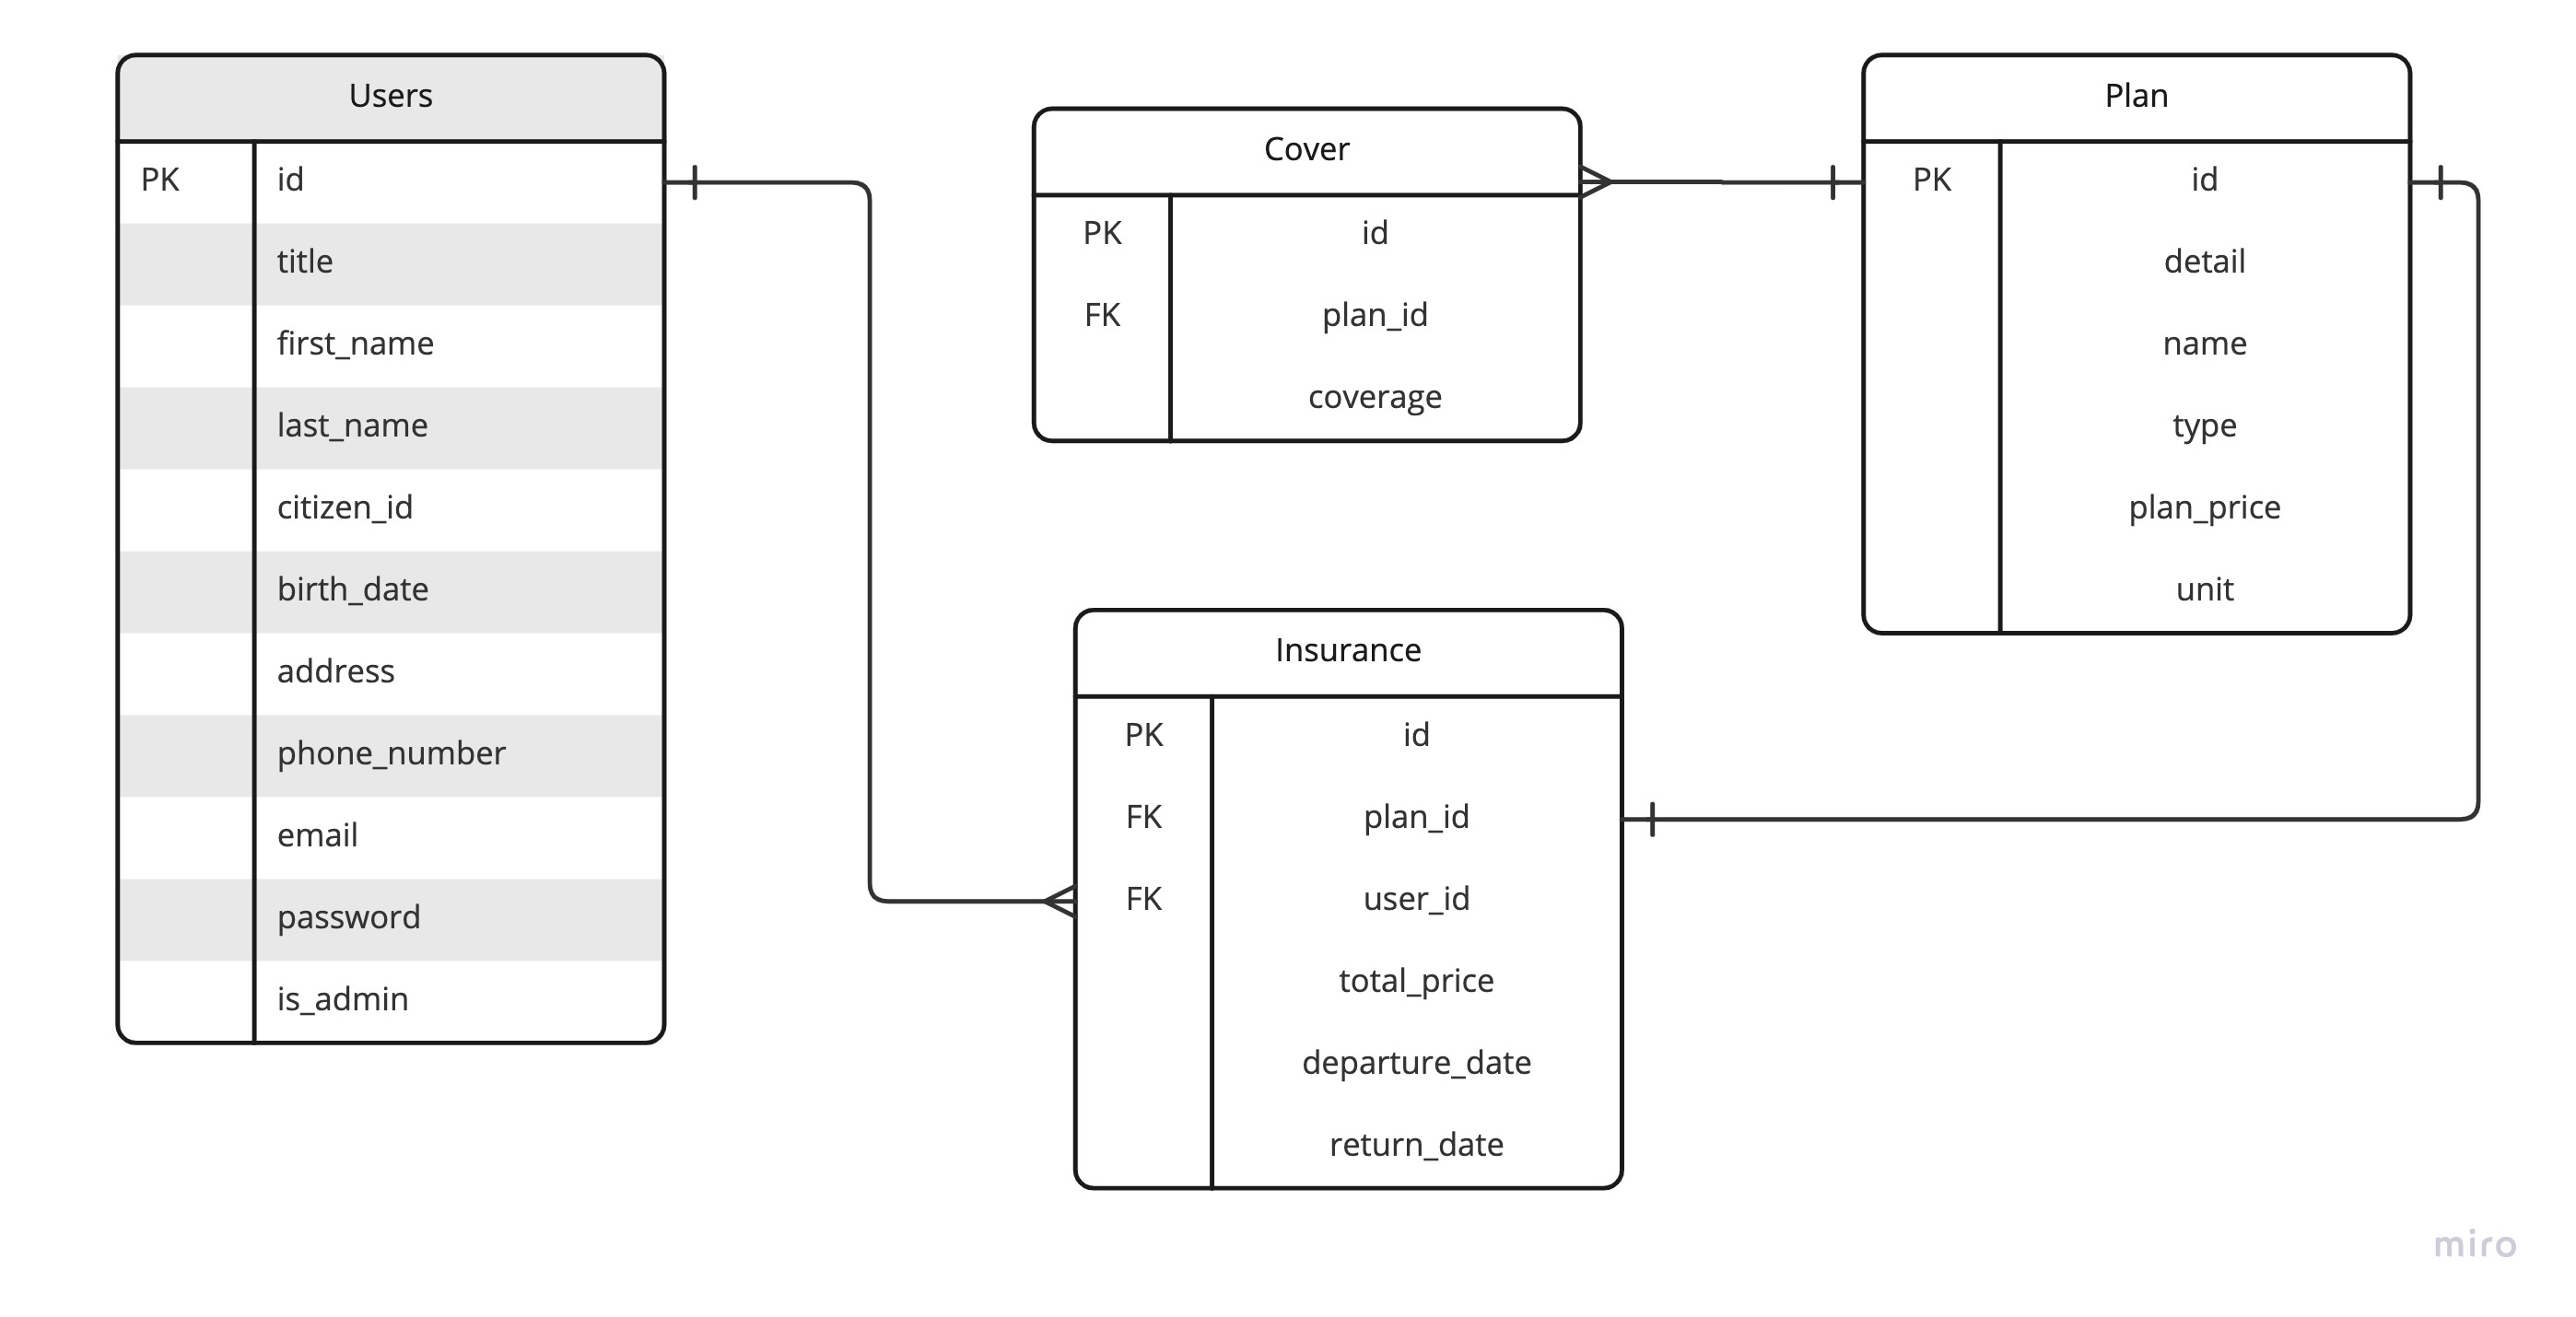 Users
PK id
title
first_name
last_name
citizen_id
birth_date
address
phone_number
email
password
is_admin
Cover
PK id
FK plan_id
coverage
Plan
PK id
detail
name
type
plan_price
unit
Insurance
PK id
FK plan_id
FK user_id
total_price
departure_date
return_date
miro